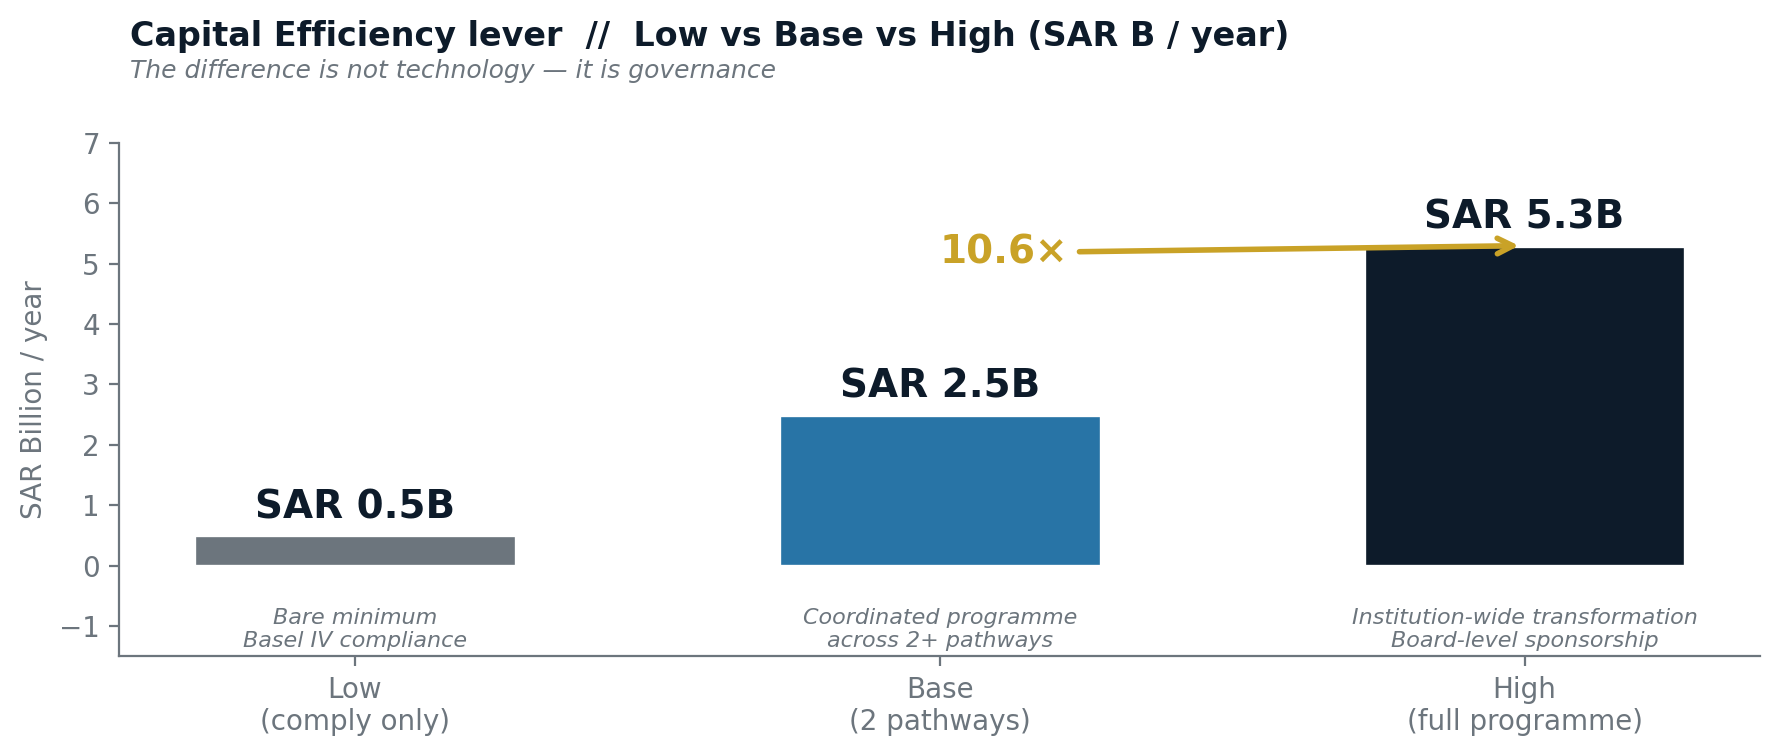 Capital Efficiency lever  //  Low vs Base vs High (SAR B / year)
The difference is not technology — it is governance
SAR Billion / year
7
6
5
4
3
2
1
0
−1
SAR 0.5B
SAR 2.5B
SAR 5.3B
10.6×
Bare minimum
Basel IV compliance
Coordinated programme
across 2+ pathways
Institution-wide transformation
Board-level sponsorship
Low
(comply only)
Base
(2 pathways)
High
(full programme)